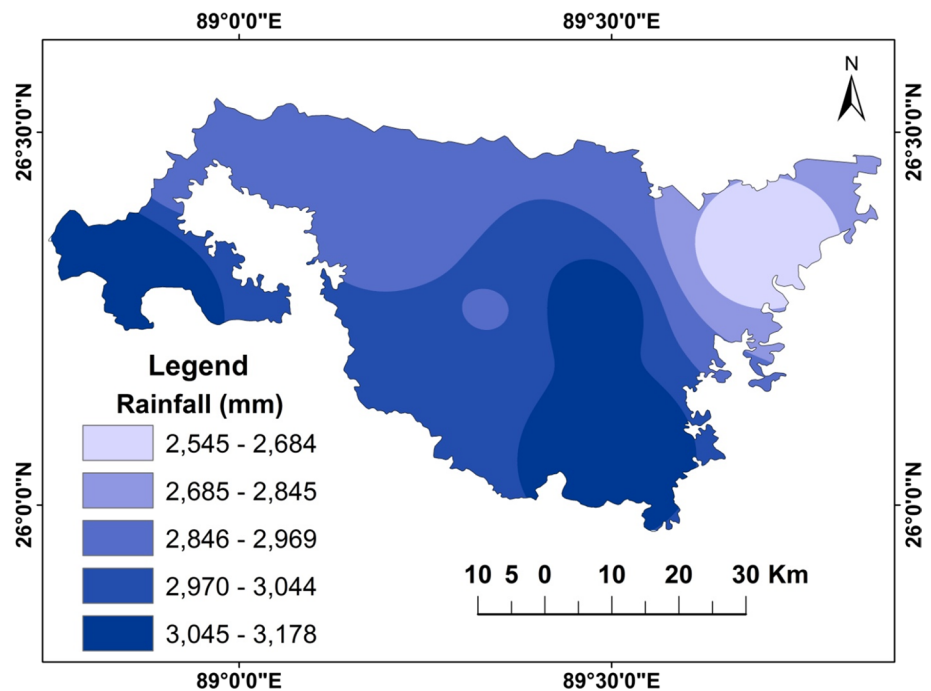 89°0'0"E 89°30'0"E
N
26°30'0"N 26°30'0"N
Legend
Rainfall (mm)
2,545 - 2,684
2,685 - 2,845
2,846 - 2,969
2,970 - 3,044
3,045 - 3,178
26°0'0"N 26°0'0"N
10 5 0 10 20 30 Km
89°0'0"E 89°30'0"E